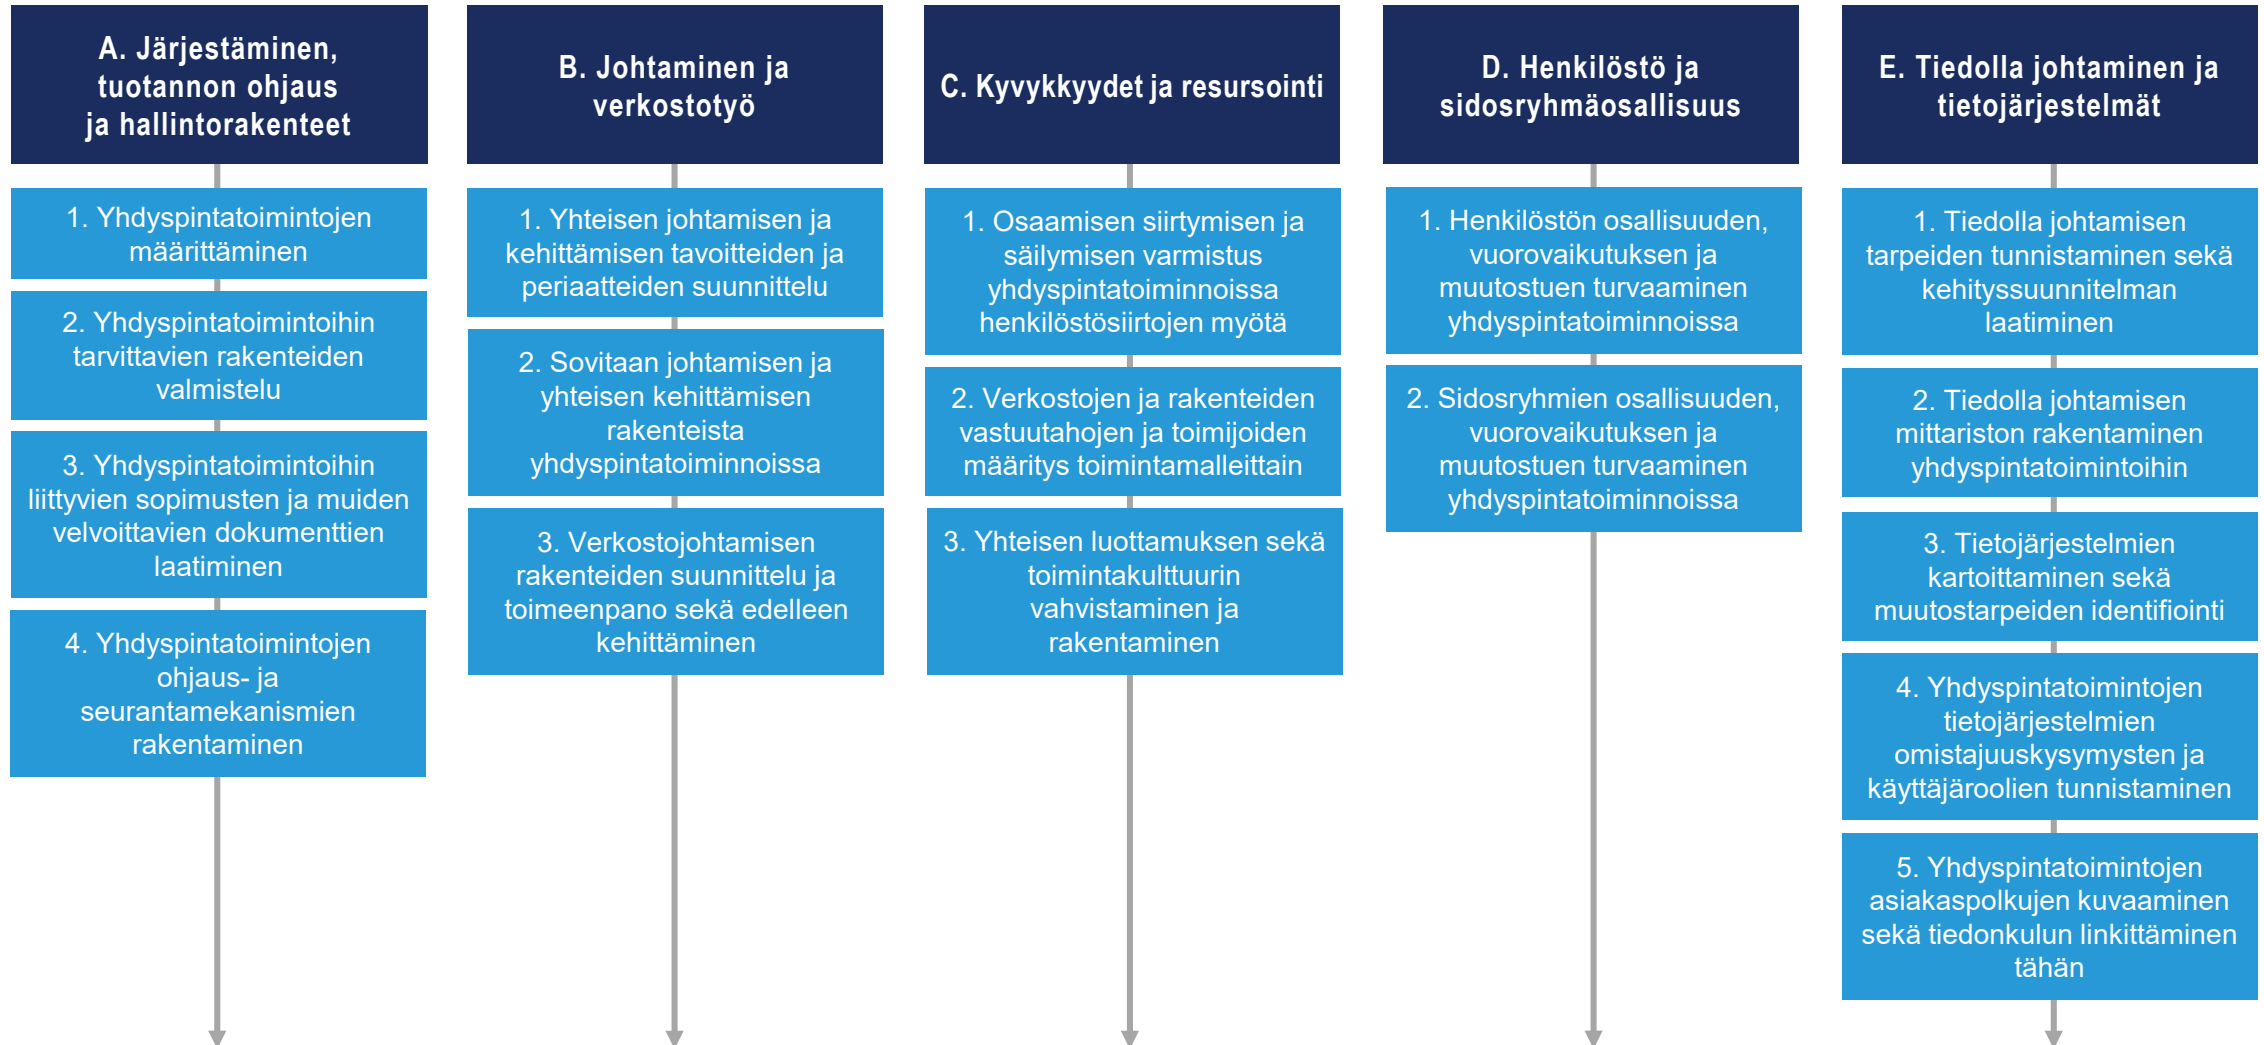 A. Järjestäminen,
tuotannon ohjaus
ja hallintorakenteet
1. Yhdyspintatoimintojen
määrittäminen
2. Yhdyspintatoimintoihin
tarvittavien rakenteiden
valmistelu
3. Yhdyspintatoimintoihin
liittyvien sopimusten ja muiden
velvoittavien dokumenttien
laatiminen
4. Yhdyspintatoimintojen
ohjaus- ja
seurantamekanismien
rakentaminen
B. Johtaminen ja
verkostotyö
1. Yhteisen johtamisen ja
kehittämisen tavoitteiden ja
periaatteiden suunnittelu
2. Sovitaan johtamisen ja
yhteisen kehittämisen
rakenteista
yhdyspintatoiminnoissa
3. Verkostojohtamisen
rakenteiden suunnittelu ja
toimeenpano sekä edelleen
kehittäminen
C. Kyvykkyydet ja resursointi
1. Osaamisen siirtymisen ja
säilymisen varmistus
yhdyspintatoiminnoissa
henkilöstösiirtojen myötä
2. Verkostojen ja rakenteiden
vastuutahojen ja toimijoiden
määritys toimintamalleittain
3. Yhteisen luottamuksen sekä
toimintakulttuurin
vahvistaminen ja
rakentaminen
D. Henkilöstö ja
sidosryhmäosallisuus
1. Henkilöstön osallisuuden,
vuorovaikutuksen ja
muutostuen turvaaminen
yhdyspintatoiminnoissa
2. Sidosryhmien osallisuuden,
vuorovaikutuksen ja
muutostuen turvaaminen
yhdyspintatoiminnoissa
E. Tiedolla johtaminen ja
tietojärjestelmät
1. Tiedolla johtamisen
tarpeiden tunnistaminen sekä
kehityssuunnitelman
laatiminen
2. Tiedolla johtamisen
mittariston rakentaminen
yhdyspintatoimintoihin
3. Tietojärjestelmien
kartoittaminen sekä
muutostarpeiden identifiointi
4. Yhdyspintatoimintojen
tietojärjestelmien
omistajuuskysymysten ja
käyttäjäroolien tunnistaminen
5. Yhdyspintatoimintojen
asiakaspolkujen kuvaaminen
sekä tiedonkulun linkittäminen
tähän